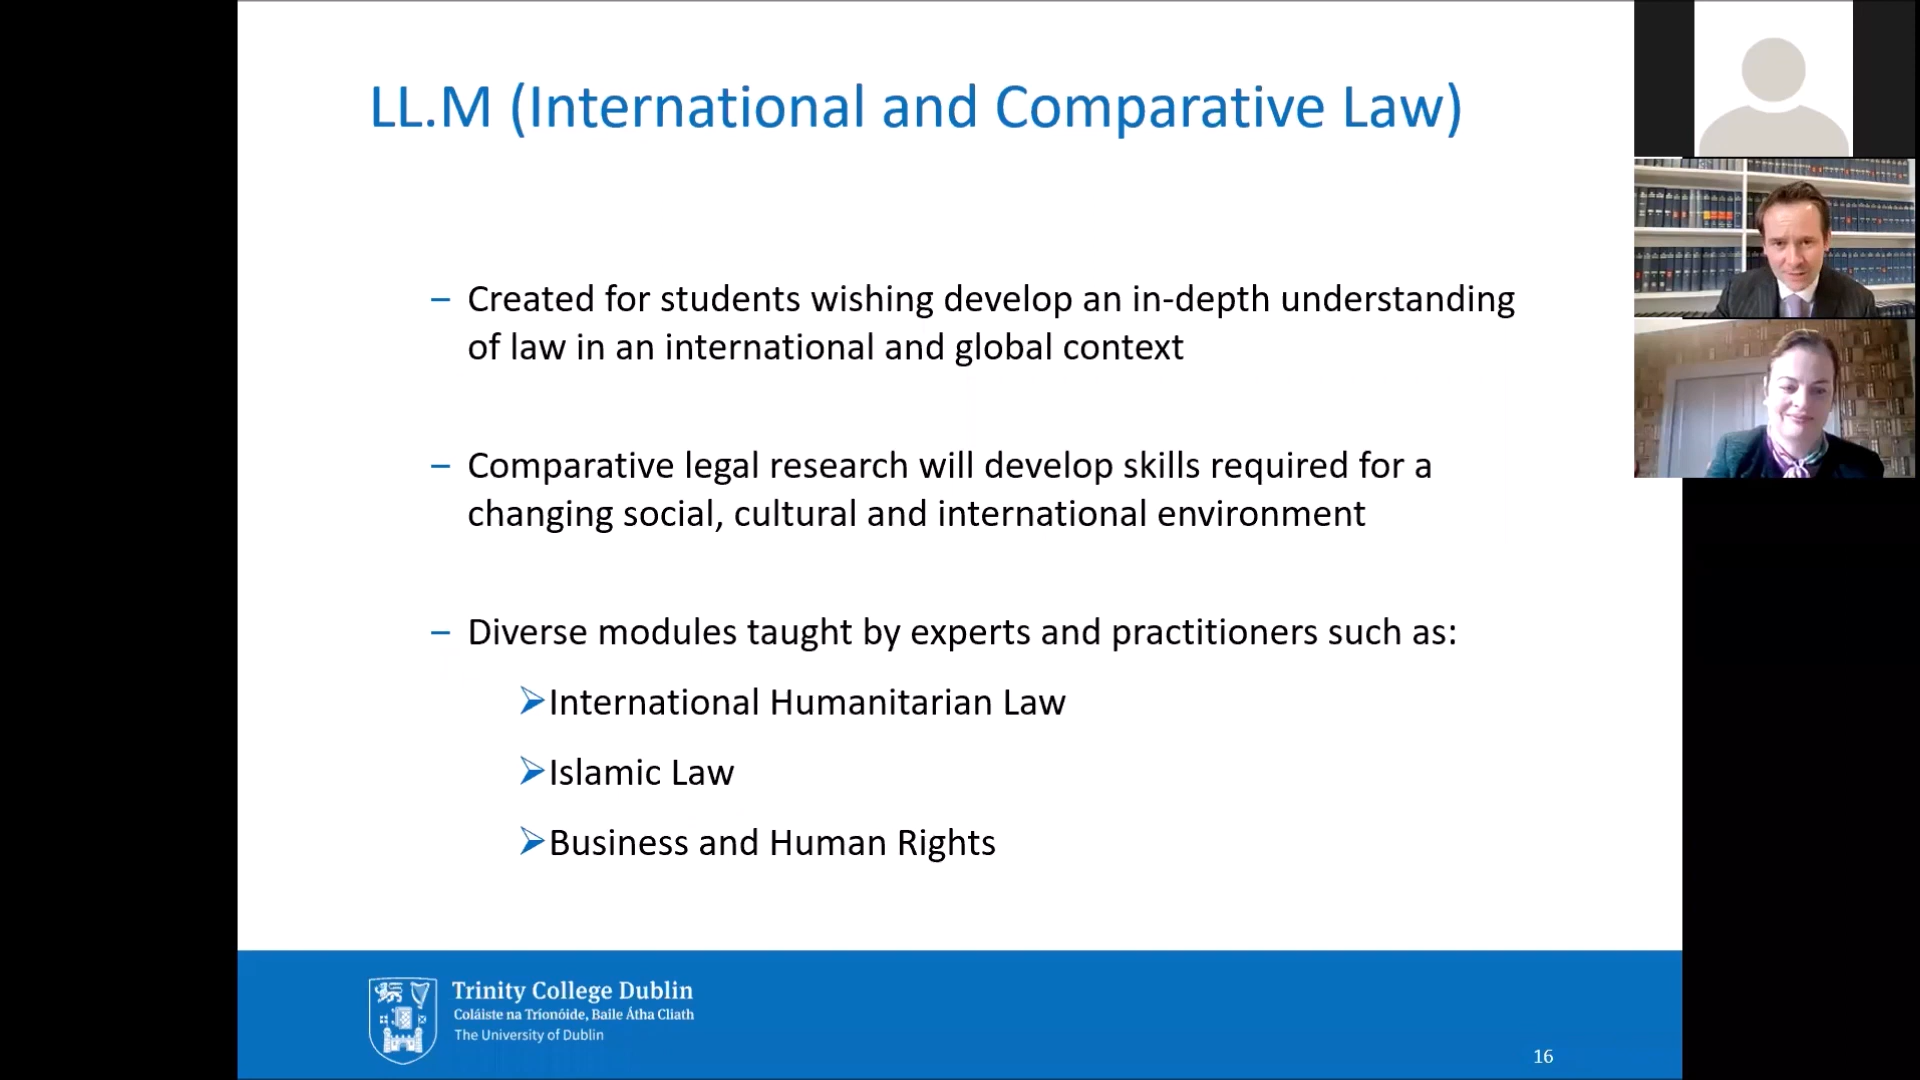 LL.M (International and Comparative Law)
– Created for students wishing develop an in-depth understanding
of law in an international and global context
– Comparative legal research will develop skills required for a
changing social, cultural and international environment
– Diverse modules taught by experts and practitioners such as:
➢International Humanitarian Law
➢Islamic Law
➢Business and Human Rights
Trinity College Dublin
Coláiste na Tríonóide, Baile Átha Cliath
The University of Dublin
16